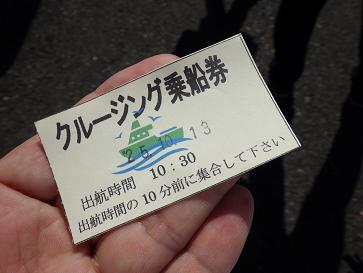 クルージング乗船券
25.10.13
出航時間　10：30
出航時間の10分前に集合して下さい